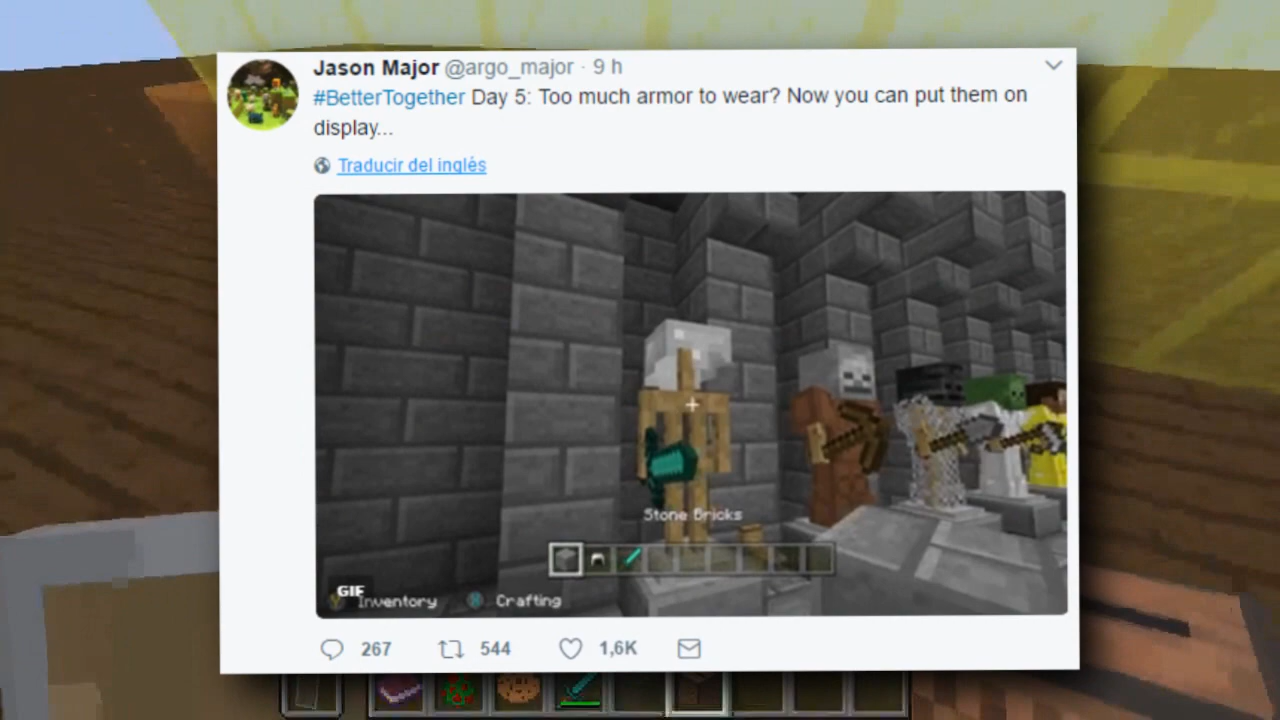 Jason Major @argo_major · 9 h
#BetterTogether Day 5: Too much armor to wear? Now you can put them on
display...
Traducir del inglés
Stone Bricks
GIF
Y Inventory X Crafting
267 544 1,6K